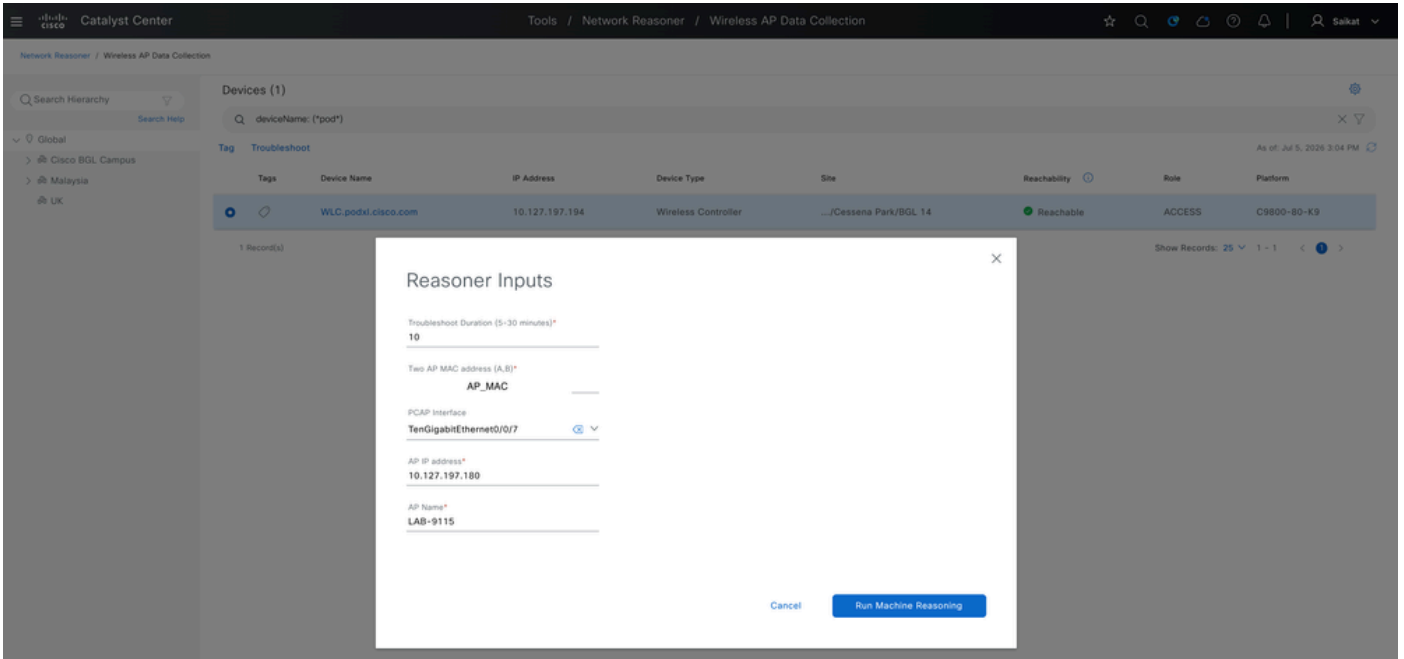 cisco Catalyst Center Tools / Network Reasoner / Wireless AP Data Collection Saikat
Network Reasoner / Wireless AP Data Collection
Search Hierarchy
Search Help
Global
Cisco BGL Campus
Malaysia
UK
Devices (1)
deviceName: (*pod*)
Tag Troubleshoot As of: Jul 5, 2026 3:04 PM
Tags Device Name IP Address Device Type Site Reachability Role Platform
WLC.podxl.cisco.com 10.127.197.194 Wireless Controller .../Cessena Park/BGL 14 Reachable ACCESS C9800-80-K9
1 Record(s) Show Records: 25 1 - 1 1
Reasoner Inputs
Troubleshoot Duration (5-30 minutes)*
10
Two AP MAC address (A,B)*
AP_MAC
PCAP Interface
TenGigabitEthernet0/0/7
AP IP address*
10.127.197.180
AP Name*
LAB-9115
Cancel Run Machine Reasoning